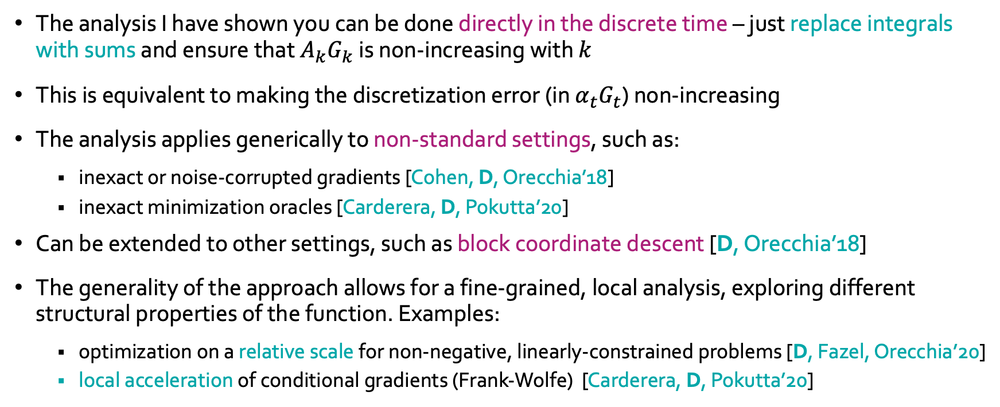 • The analysis I have shown you can be done directly in the discrete time – just replace integrals
with sums and ensure that AₖGₖ is non-increasing with k
• This is equivalent to making the discretization error (in αₜGₜ) non-increasing
• The analysis applies generically to non-standard settings, such as:
▪ inexact or noise-corrupted gradients [Cohen, D, Orecchia’18]
▪ inexact minimization oracles [Carderera, D, Pokutta’20]
• Can be extended to other settings, such as block coordinate descent [D, Orecchia’18]
• The generality of the approach allows for a fine-grained, local analysis, exploring different
structural properties of the function. Examples:
▪ optimization on a relative scale for non-negative, linearly-constrained problems [D, Fazel, Orecchia’20]
▪ local acceleration of conditional gradients (Frank-Wolfe) [Carderera, D, Pokutta’20]